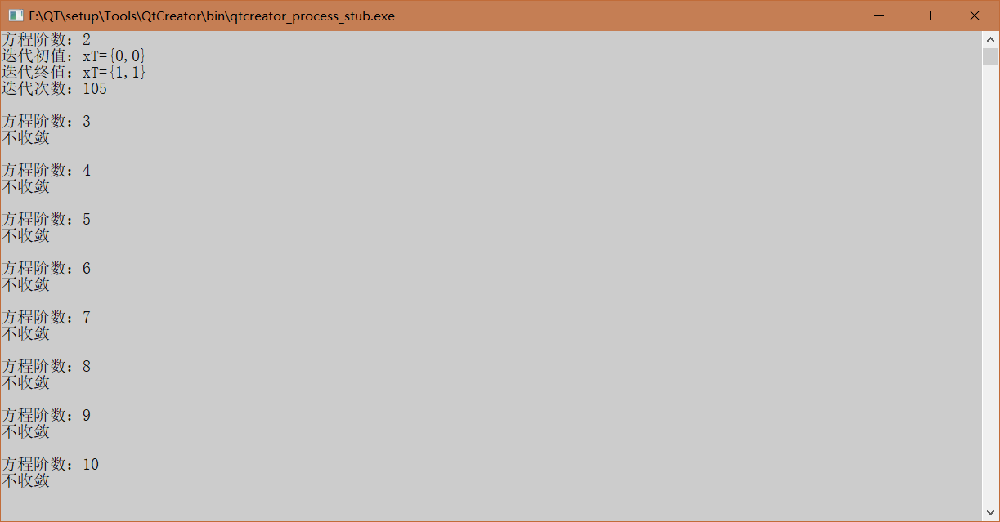 F:\QT\setup\Tools\QtCreator\bin\qtcreator_process_stub.exe
方程阶数：2
迭代初值：xT={0,0}
迭代终值：xT={1,1}
迭代次数：105
方程阶数：3
不收敛
方程阶数：4
不收敛
方程阶数：5
不收敛
方程阶数：6
不收敛
方程阶数：7
不收敛
方程阶数：8
不收敛
方程阶数：9
不收敛
方程阶数：10
不收敛